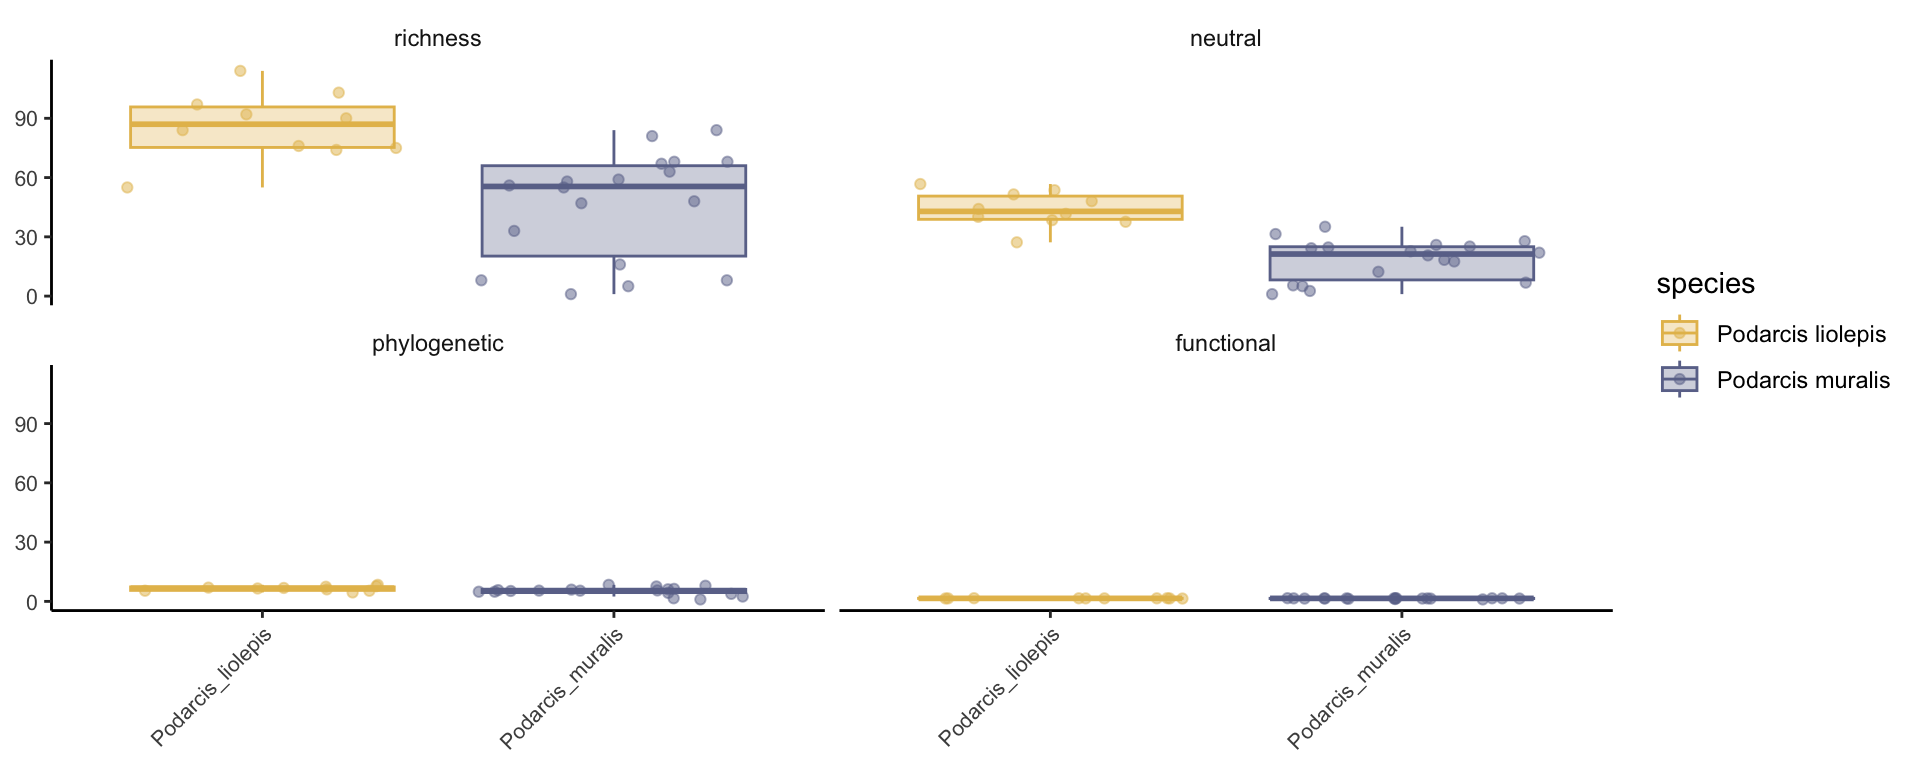 richness
neutral
90
60
30
0
phylogenetic
functional
90
60
30
0
Podarcis_liolepis
Podarcis_muralis
Podarcis_liolepis
Podarcis_muralis
species
Podarcis liolepis
Podarcis muralis